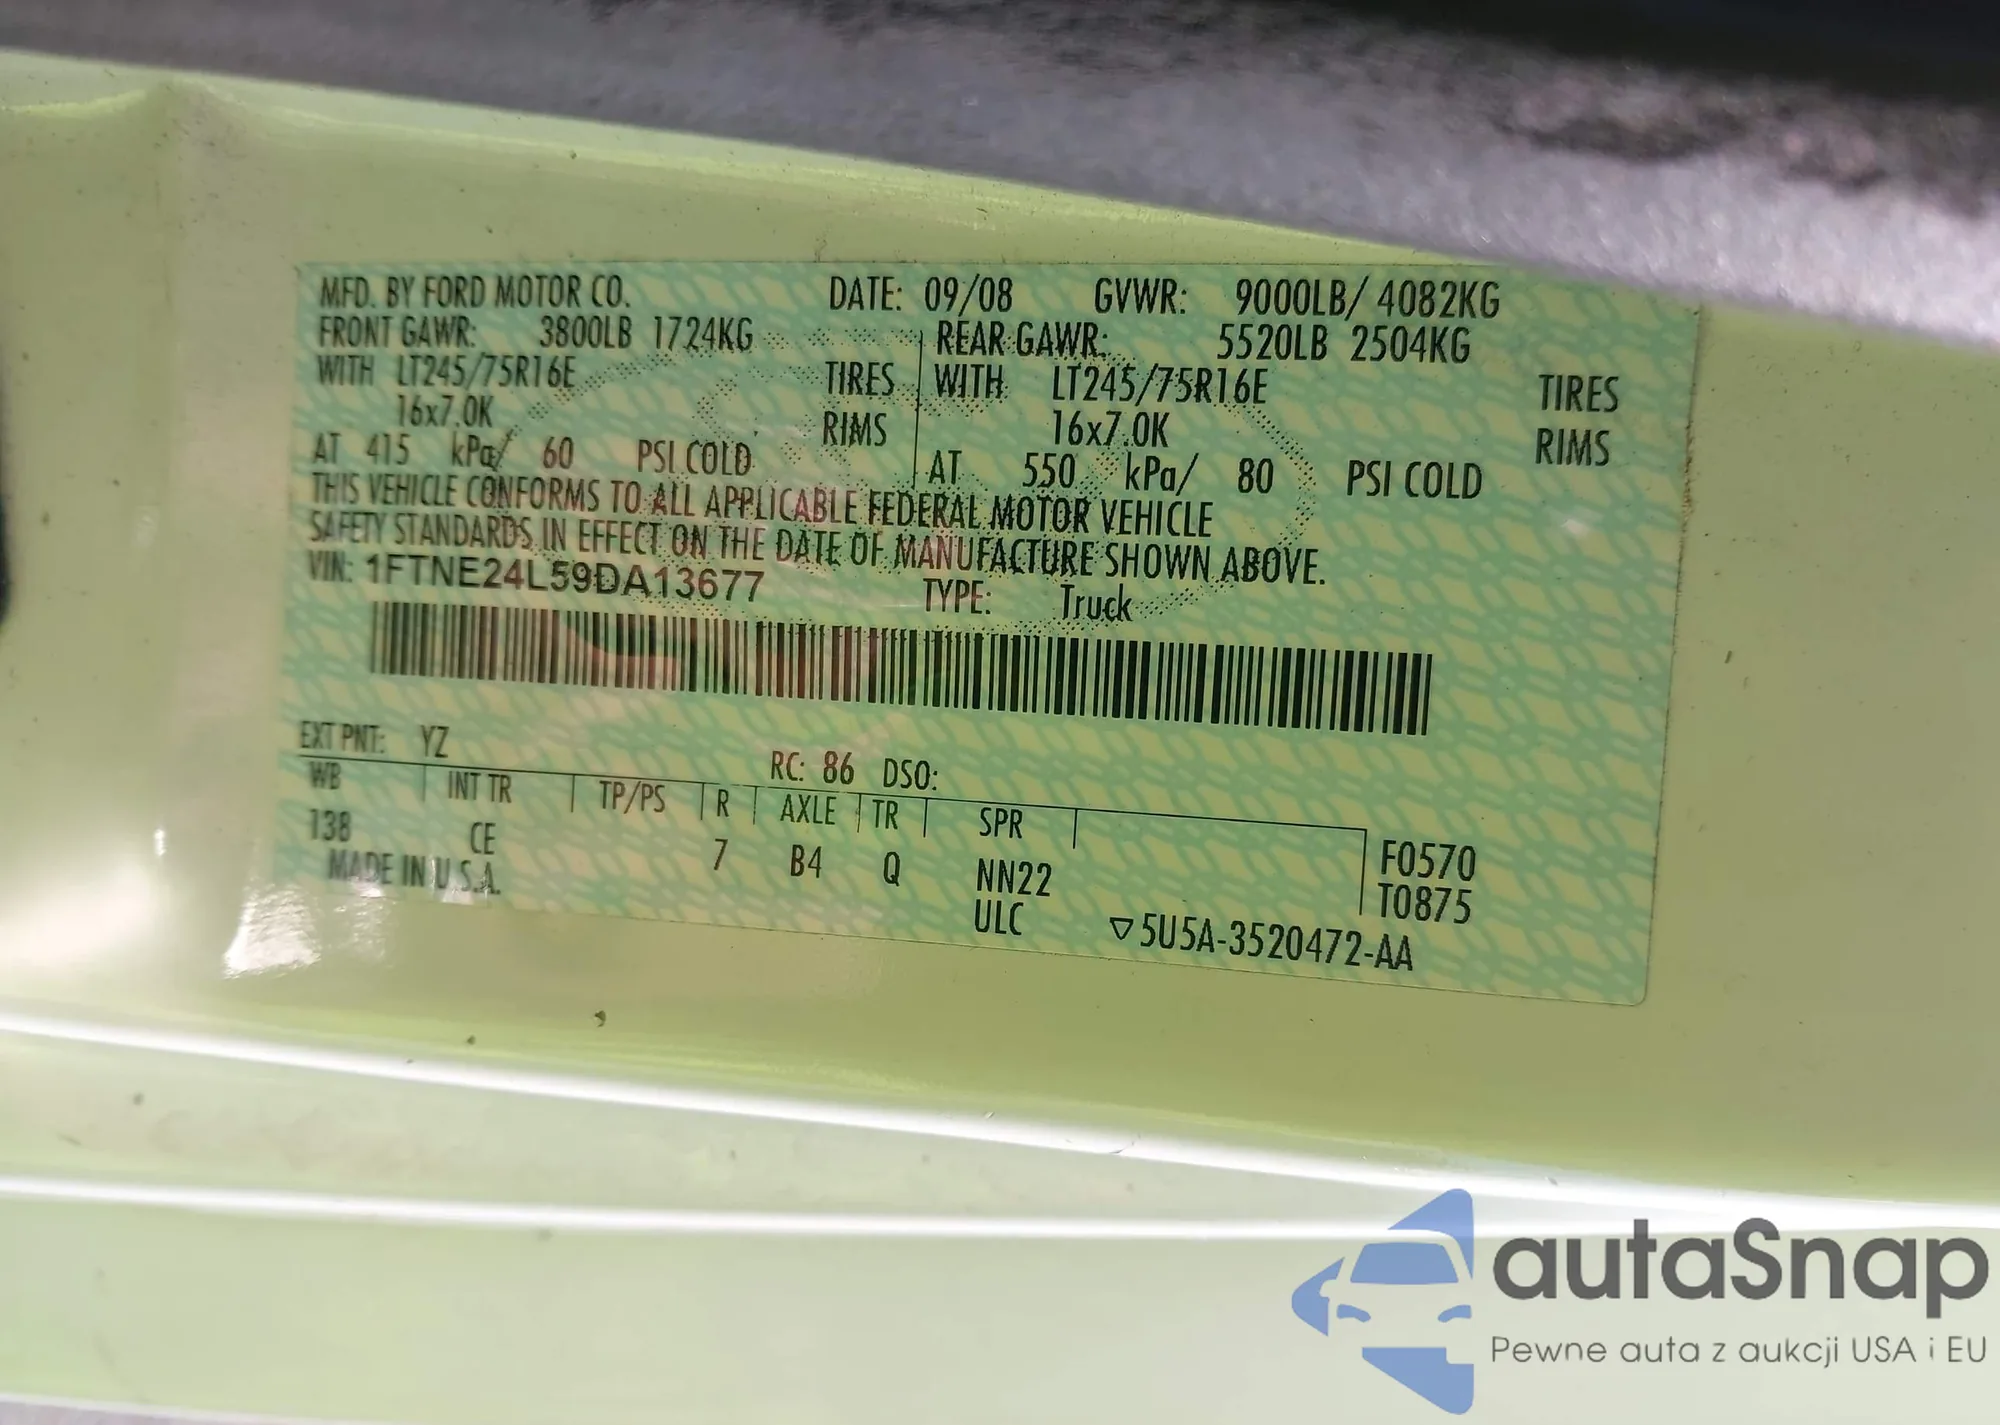 MFD. BY FORD MOTOR CO. DATE: 09/08 GVWR: 9000LB/ 4082KG
FRONT GAWR: 3800LB 1724KG REAR GAWR: 5520LB 2504KG
WITH LT245/75R16E TIRES WITH LT245/75R16E TIRES
16x7.0K RIMS 16x7.0K RIMS
AT 415 kPa/ 60 PSI COLD AT 550 kPa/ 80 PSI COLD
THIS VEHICLE CONFORMS TO ALL APPLICABLE FEDERAL MOTOR VEHICLE
SAFETY STANDARDS IN EFFECT ON THE DATE OF MANUFACTURE SHOWN ABOVE.
VIN: 1FTNE24L59DA13677 TYPE: Truck
EXT PNT: YZ RC: 86 DSO:
WB INT TR TP/PS R AXLE TR SPR
138 CE 7 B4 Q NN22 F0570
MADE IN U.S.A. ULC T0875
▽5U5A-3520472-AA
autaSnap
Pewne auta z aukcji USA i EU